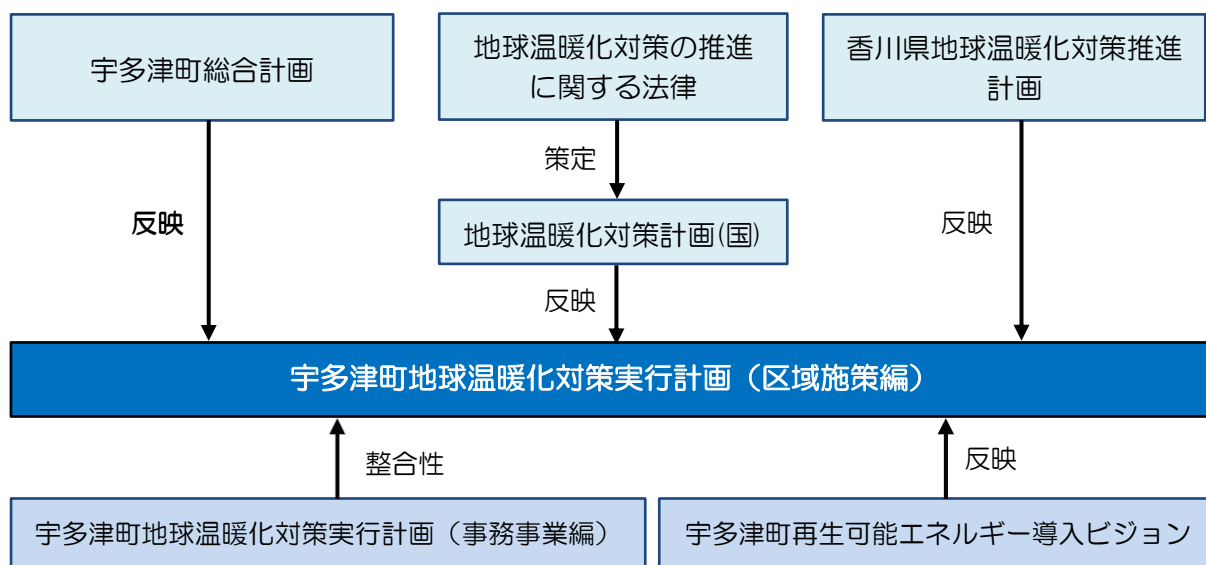 宇多津町総合計画
地球温暖化対策の推進
に関する法律
香川県地球温暖化対策推進
計画
策定
反映
地球温暖化対策計画(国)
反映
反映
宇多津町地球温暖化対策実行計画（区域施策編）
整合性
反映
宇多津町地球温暖化対策実行計画（事務事業編）
宇多津町再生可能エネルギー導入ビジョン